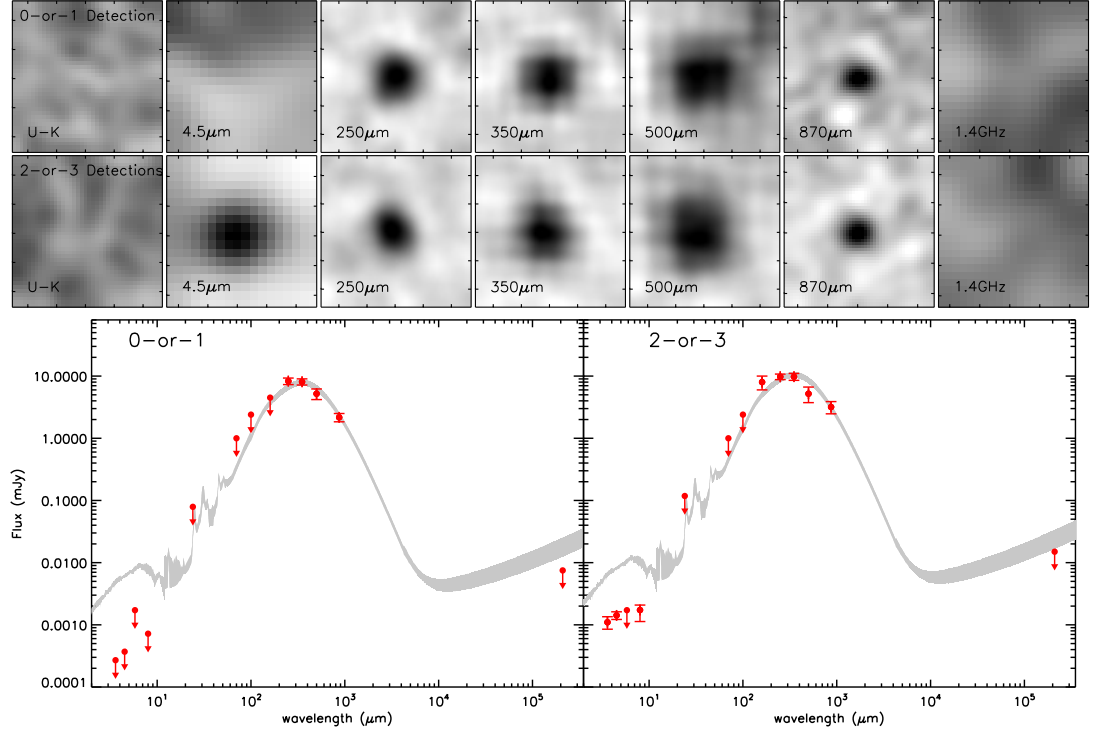 0-or-1 Detection
U-K
4.5μm
250μm
350μm
500μm
870μm
1.4GHz
2-or-3 Detections
U-K
4.5μm
250μm
350μm
500μm
870μm
1.4GHz
0-or-1
2-or-3
Flux (mJy)
10.0000
1.0000
0.1000
0.0100
0.0010
0.0001
10¹ 10² 10³ 10⁴ 10⁵
10¹ 10² 10³ 10⁴ 10⁵
wavelength (μm)
wavelength (μm)